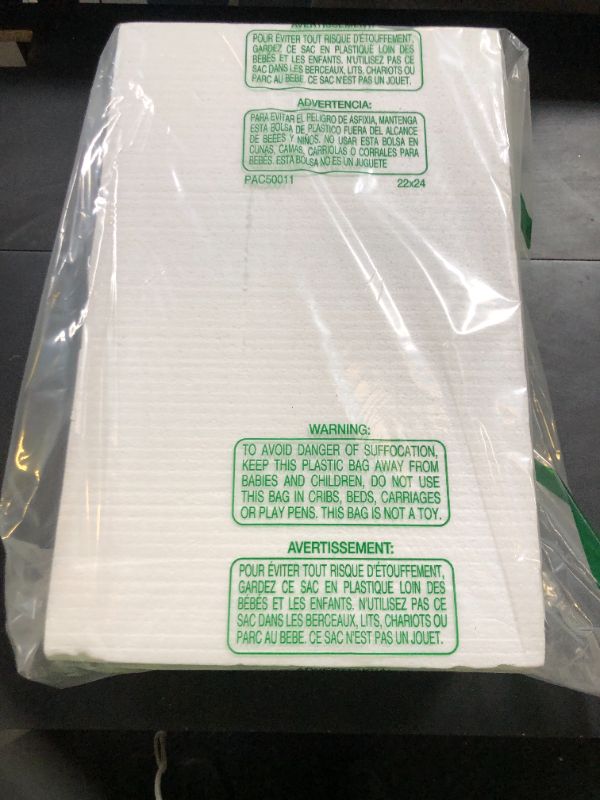 AVERTISSEMENT:
POUR ÉVITER TOUT RISQUE D'ÉTOUFFEMENT,
GARDEZ CE SAC EN PLASTIQUE LOIN DES
BÉBÉS ET LES ENFANTS. N'UTILISEZ PAS CE
SAC DANS LES BERCEAUX, LITS, CHARIOTS OU
PARC AU BEBE. CE SAC N'EST PAS UN JOUET.
ADVERTENCIA:
PARA EVITAR EL PELIGRO DE ASFIXIA, MANTENGA
ESTA BOLSA DE PLASTICO FUERA DEL ALCANCE
DE BEBES Y NIÑOS. NO USAR ESTA BOLSA EN
CUNAS, CAMAS, CARRIOLAS O CORRALES PARA
BEBÉS. ESTA BOLSA NO ES UN JUGUETE
PAC50011 22x24
WARNING:
TO AVOID DANGER OF SUFFOCATION,
KEEP THIS PLASTIC BAG AWAY FROM
BABIES AND CHILDREN, DO NOT USE
THIS BAG IN CRIBS, BEDS, CARRIAGES
OR PLAY PENS. THIS BAG IS NOT A TOY.
AVERTISSEMENT:
POUR ÉVITER TOUT RISQUE D'ÉTOUFFEMENT,
GARDEZ CE SAC EN PLASTIQUE LOIN DES
BÉBÉS ET LES ENFANTS. N'UTILISEZ PAS CE
SAC DANS LES BERCEAUX, LITS, CHARIOTS OU
PARC AU BEBE. CE SAC N'EST PAS UN JOUET.